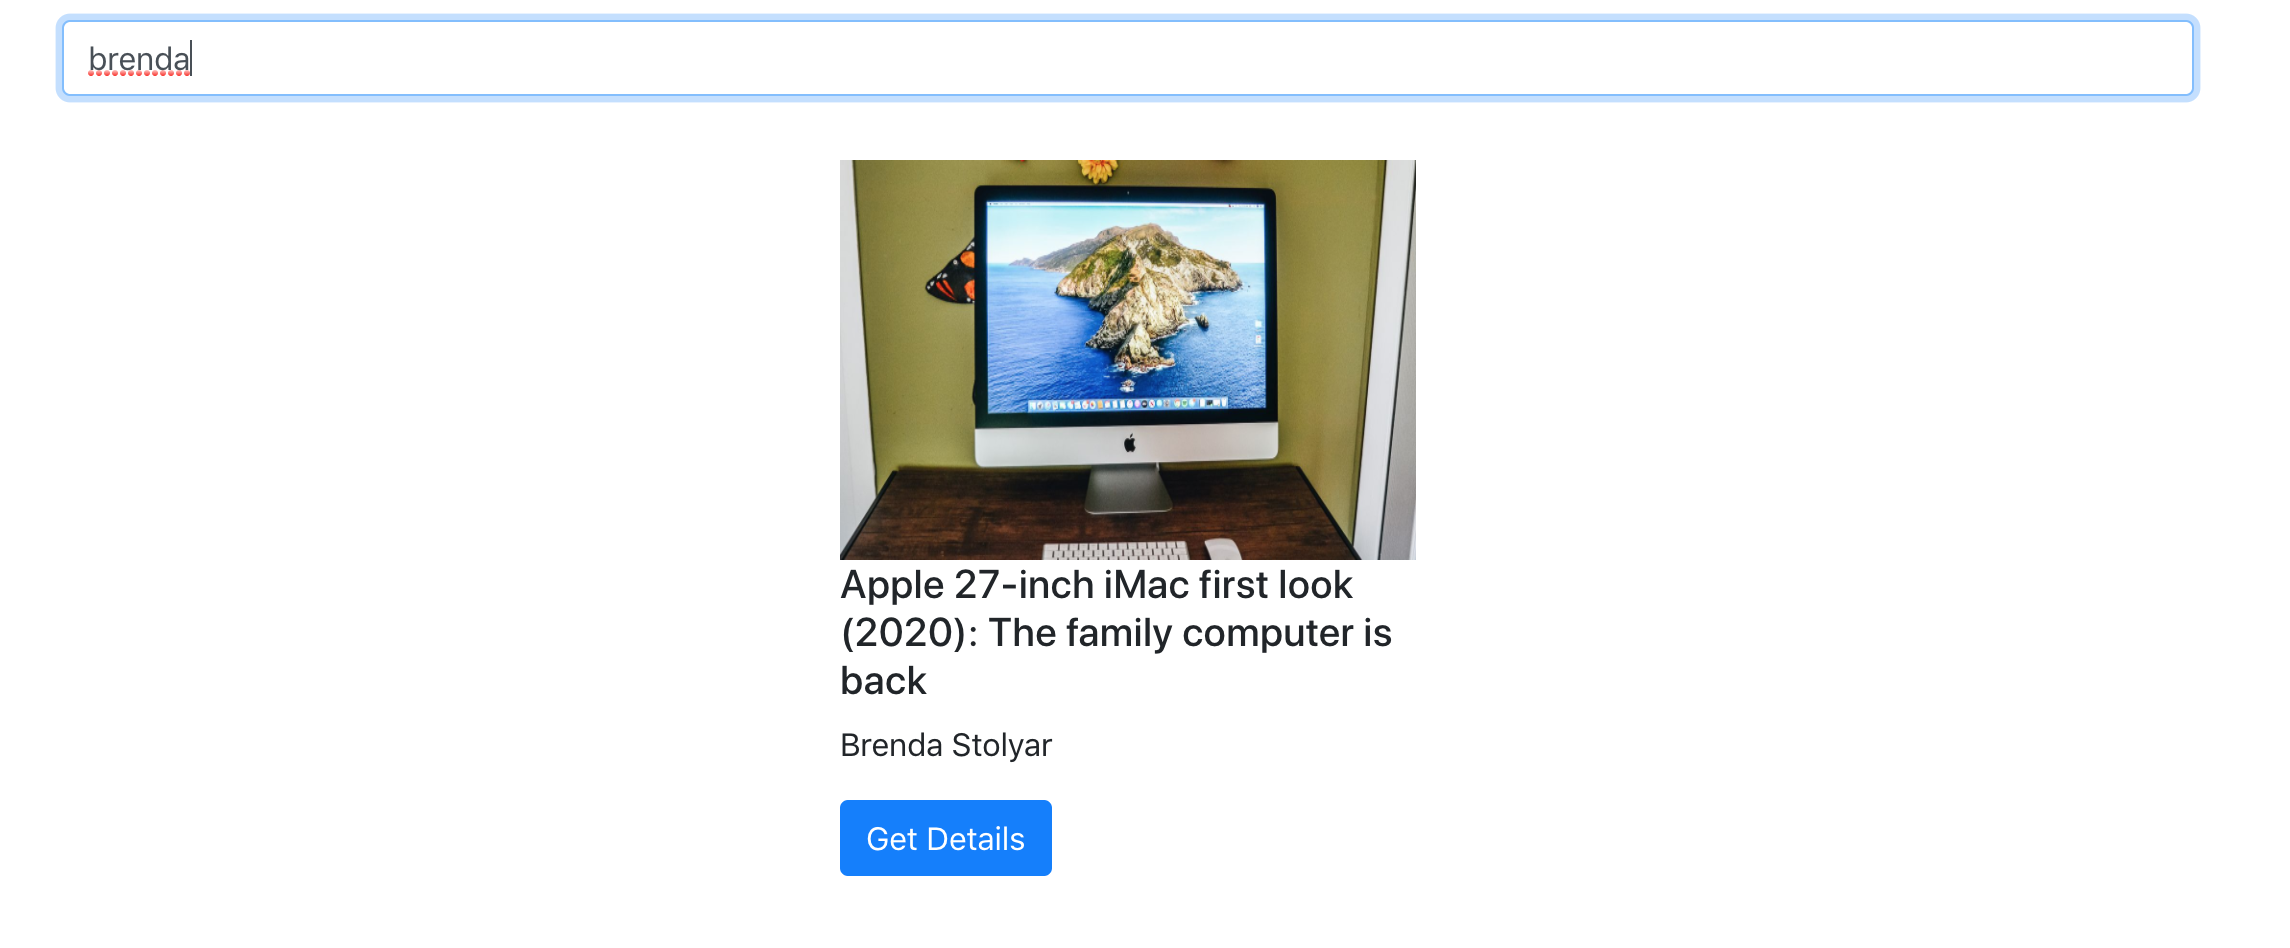 brenda
Apple 27-inch iMac first look
(2020): The family computer is
back
Brenda Stolyar
Get Details